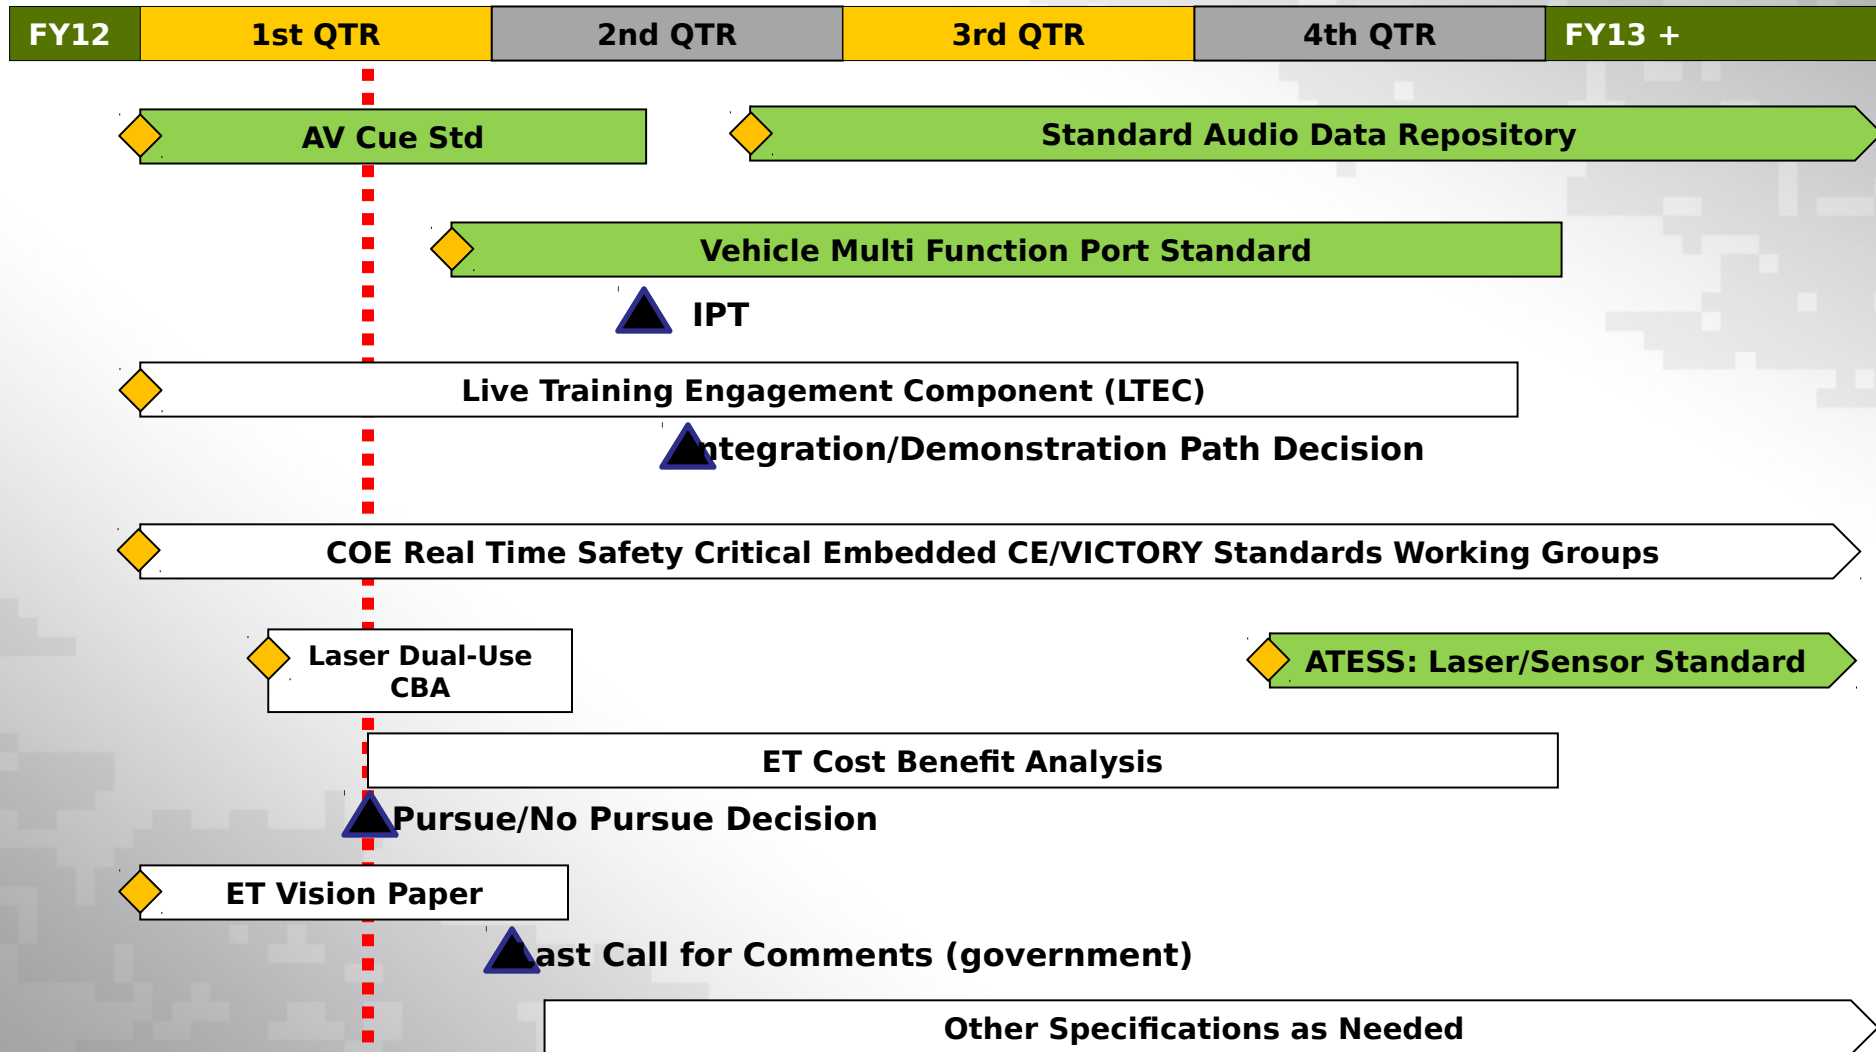 FY12 1st QTR 2nd QTR 3rd QTR 4th QTR FY13 +
AV Cue Std
Standard Audio Data Repository
Vehicle Multi Function Port Standard
IPT
Live Training Engagement Component (LTEC)
ntegration/Demonstration Path Decision
COE Real Time Safety Critical Embedded CE/VICTORY Standards Working Groups
Laser Dual-Use
CBA
ATESS: Laser/Sensor Standard
ET Cost Benefit Analysis
Pursue/No Pursue Decision
ET Vision Paper
Last Call for Comments (government)
Other Specifications as Needed